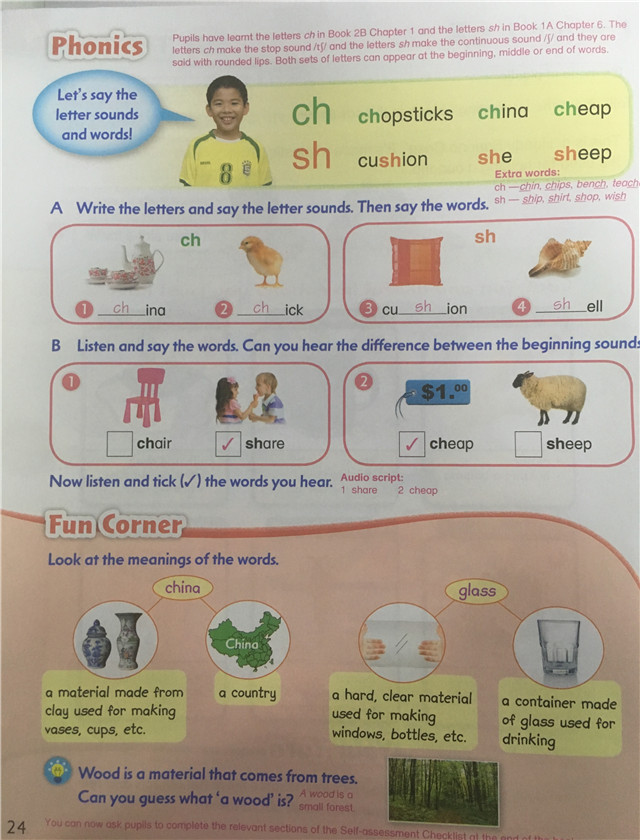 Phonics
Pupils have learnt the letters ch in Book 2B Chapter 1 and the letters sh in Book 1A Chapter 6. The
letters ch make the stop sound /tʃ/ and the letters sh make the continuous sound /ʃ/ and they are
said with rounded lips. Both sets of letters can appear at the beginning, middle or end of words.
Let's say the
letter sounds
and words!
8
ch chopsticks china cheap
sh cushion she sheep
Extra words:
ch — chin, chips, bench, teach
sh — ship, shirt, shop, wish
A Write the letters and say the letter sounds. Then say the words.
ch
sh
1 ch ina
2 ch ick
3 cu sh ion
4 sh ell
B Listen and say the words. Can you hear the difference between the beginning sounds
1
chair
✓ share
2
$1.00
✓ cheap
sheep
Now listen and tick (✓) the words you hear.
Audio script:
1 share 2 cheap
Fun Corner
Look at the meanings of the words.
china
China
a material made from
clay used for making
vases, cups, etc.
a country
glass
a hard, clear material
used for making
windows, bottles, etc.
a container made
of glass used for
drinking
Wood is a material that comes from trees.
Can you guess what 'a wood' is?
A wood is a
small forest.
24
You can now ask pupils to complete the relevant sections of the Self-assessment Checklist at the end of the